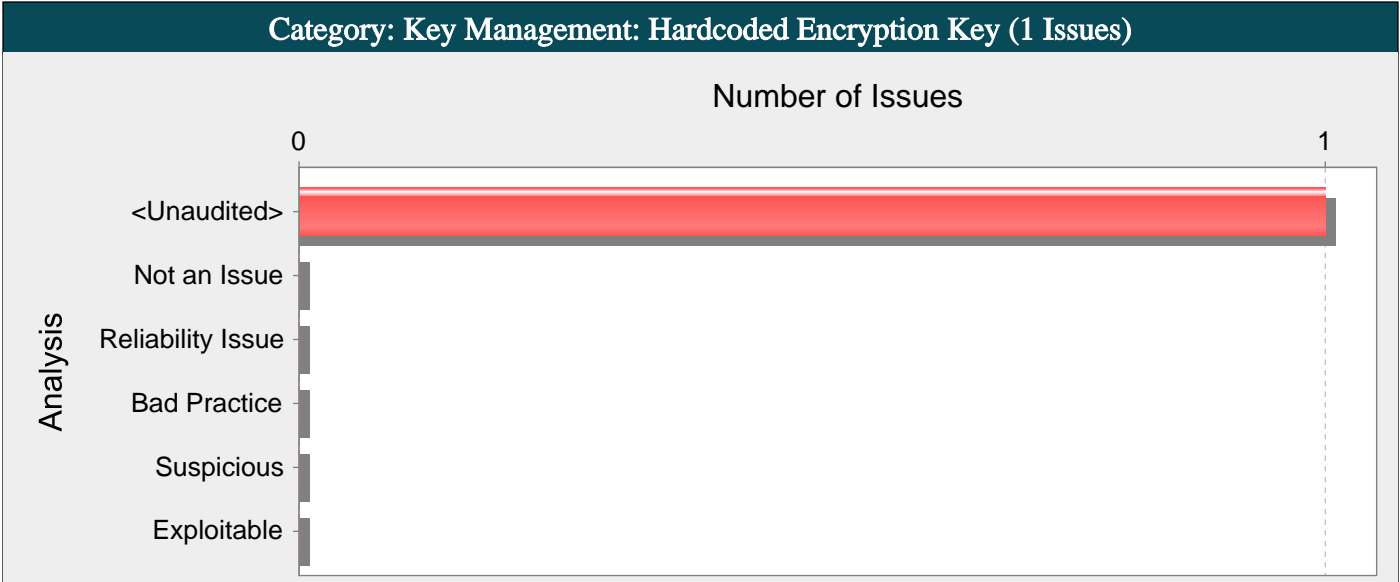 Category: Key Management: Hardcoded Encryption Key (1 Issues)
Number of Issues
0 1
<Unaudited>
Not an Issue
Reliability Issue
Bad Practice
Suspicious
Exploitable
Analysis